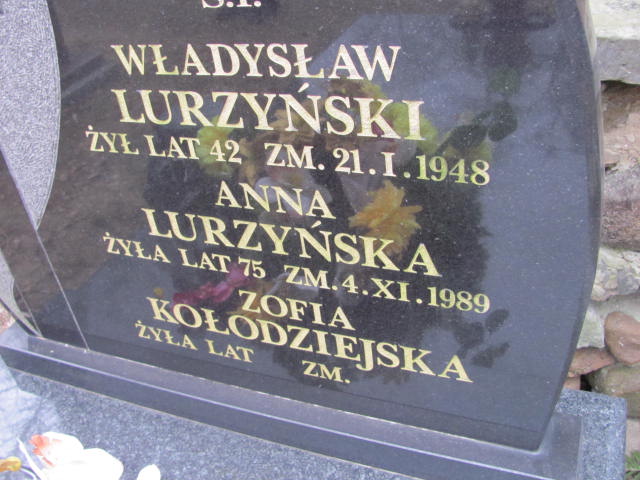 Ś.P.
WŁADYSŁAW
LURZYŃSKI
ŻYŁ LAT 42 ZM. 21.I.1948
ANNA
LURZYŃSKA
ŻYŁA LAT 75 ZM.4.XI.1989
ZOFIA
KOŁODZIEJSKA
ŻYŁA LAT ZM.